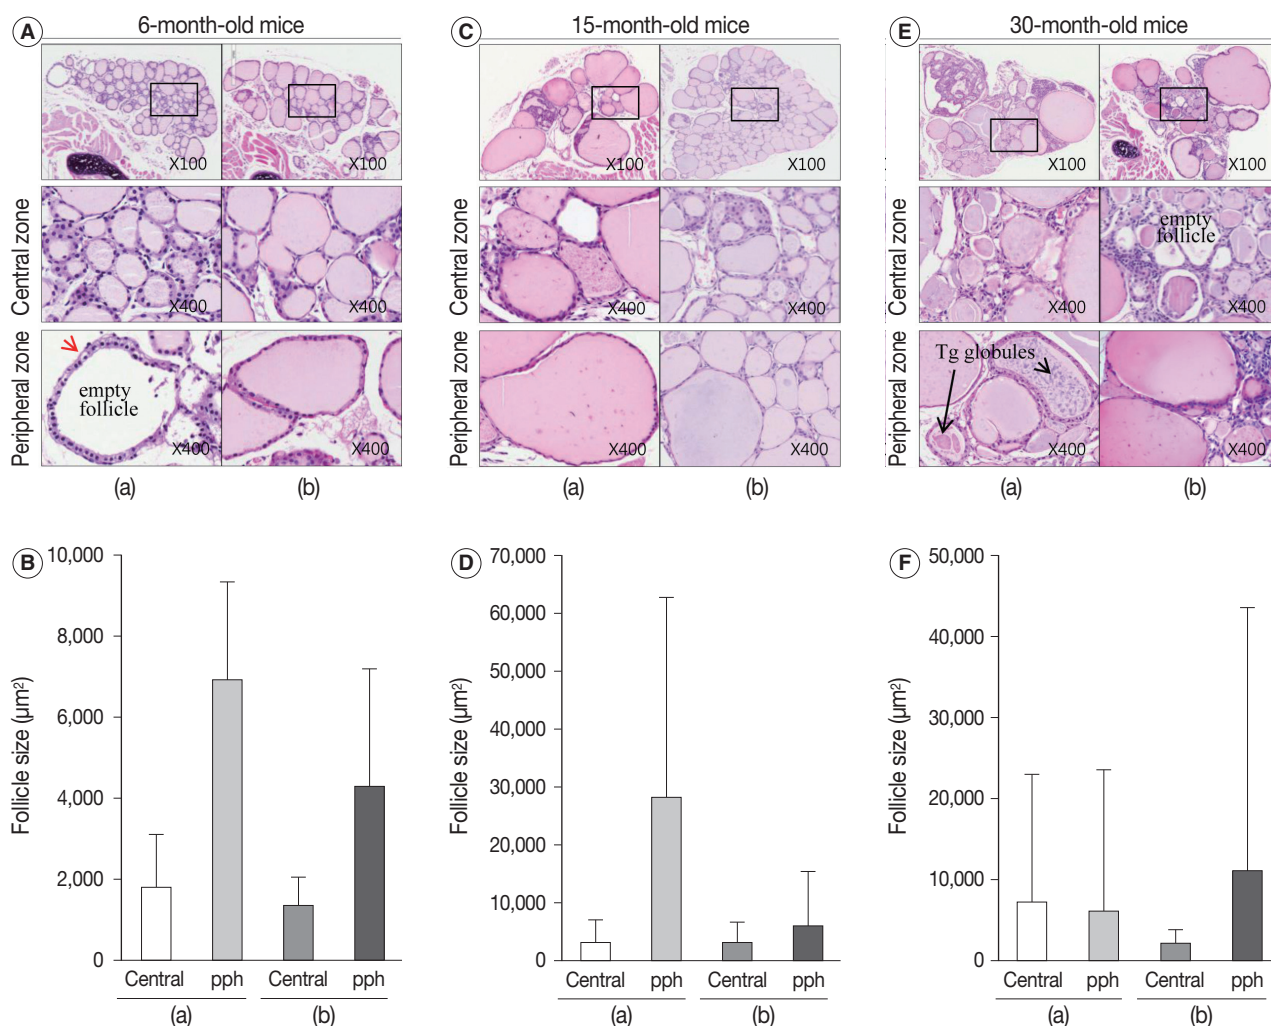 A
6-month-old mice
X100
X100
Central zone
X400
X400
Peripheral zone
empty
follicle
X400
X400
(a)
(b)
C
15-month-old mice
X100
X100
Central zone
X400
X400
Peripheral zone
X400
X400
(a)
(b)
E
30-month-old mice
X100
X100
Central zone
X400
empty
follicle
X400
Peripheral zone
Tg globules
X400
X400
(a)
(b)
B
Follicle size (µm²)
10,000
8,000
6,000
4,000
2,000
0
Central
pph
Central
pph
(a)
(b)
D
Follicle size (µm²)
70,000
60,000
50,000
40,000
30,000
20,000
10,000
0
Central
pph
Central
pph
(a)
(b)
F
Follicle size (µm²)
50,000
40,000
30,000
20,000
10,000
0
Central
pph
Central
pph
(a)
(b)